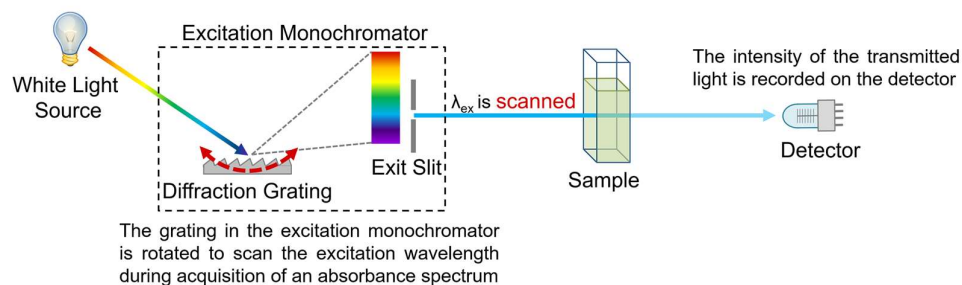 Excitation Monochromator
White Light
Source
Diffraction Grating
Exit Slit
λex is scanned
Sample
The intensity of the transmitted
light is recorded on the detector
Detector
The grating in the excitation monochromator
is rotated to scan the excitation wavelength
during acquisition of an absorbance spectrum